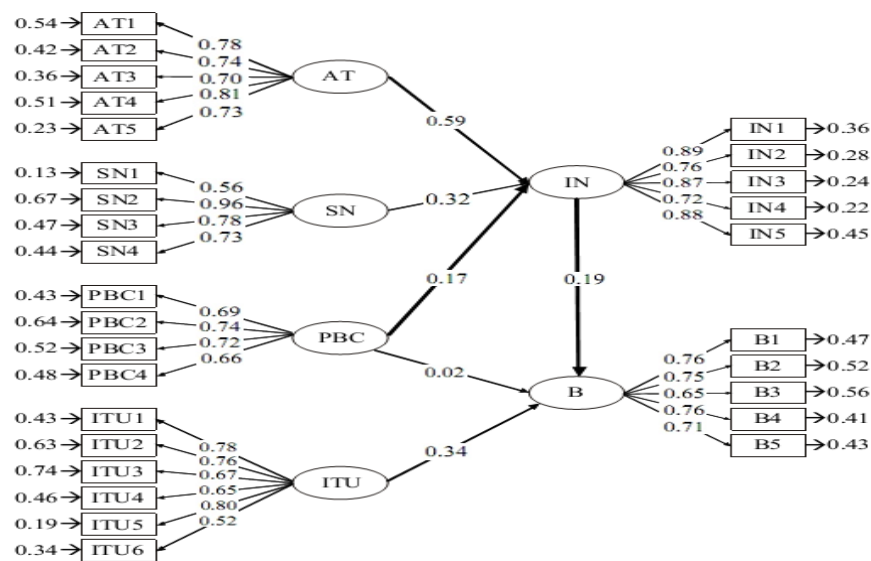 0.54 AT1 0.78
0.42 AT2 0.74
0.36 AT3 0.70
0.51 AT4 0.81
0.23 AT5 0.73
AT
0.59
0.13 SN1 0.56
0.67 SN2 0.96
0.47 SN3 0.78
0.44 SN4 0.73
SN
0.32
0.43 PBC1 0.69
0.64 PBC2 0.74
0.52 PBC3 0.72
0.48 PBC4 0.66
PBC
0.17
0.02
0.43 ITU1 0.78
0.63 ITU2 0.76
0.74 ITU3 0.67
0.46 ITU4 0.65
0.19 ITU5 0.80
0.34 ITU6 0.52
ITU
0.34
IN
0.89 IN1 0.36
0.76 IN2 0.28
0.87 IN3 0.24
0.72 IN4 0.22
0.88 IN5 0.45
0.19
B
0.76 B1 0.47
0.75 B2 0.52
0.65 B3 0.56
0.76 B4 0.41
0.71 B5 0.43